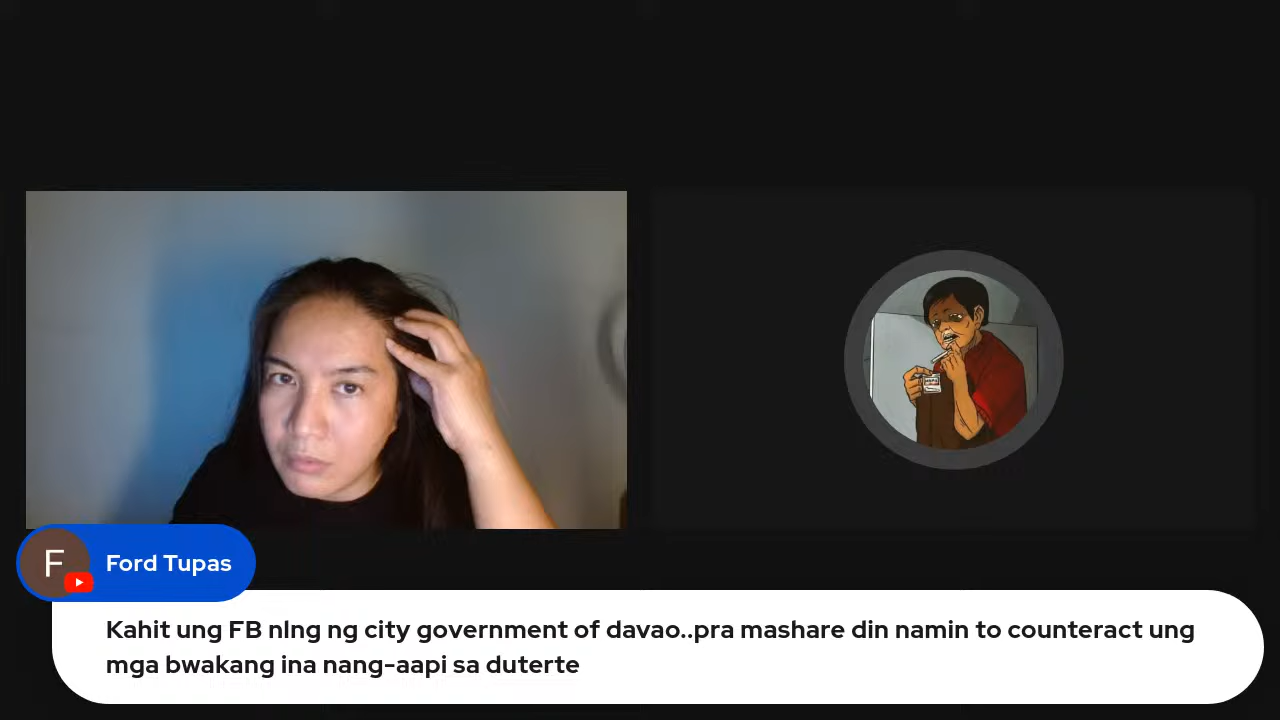 F
Ford Tupas
Kahit ung FB nlng ng city government of davao..pra mashare din namin to counteract ung
mga bwakang ina nang-aapi sa duterte